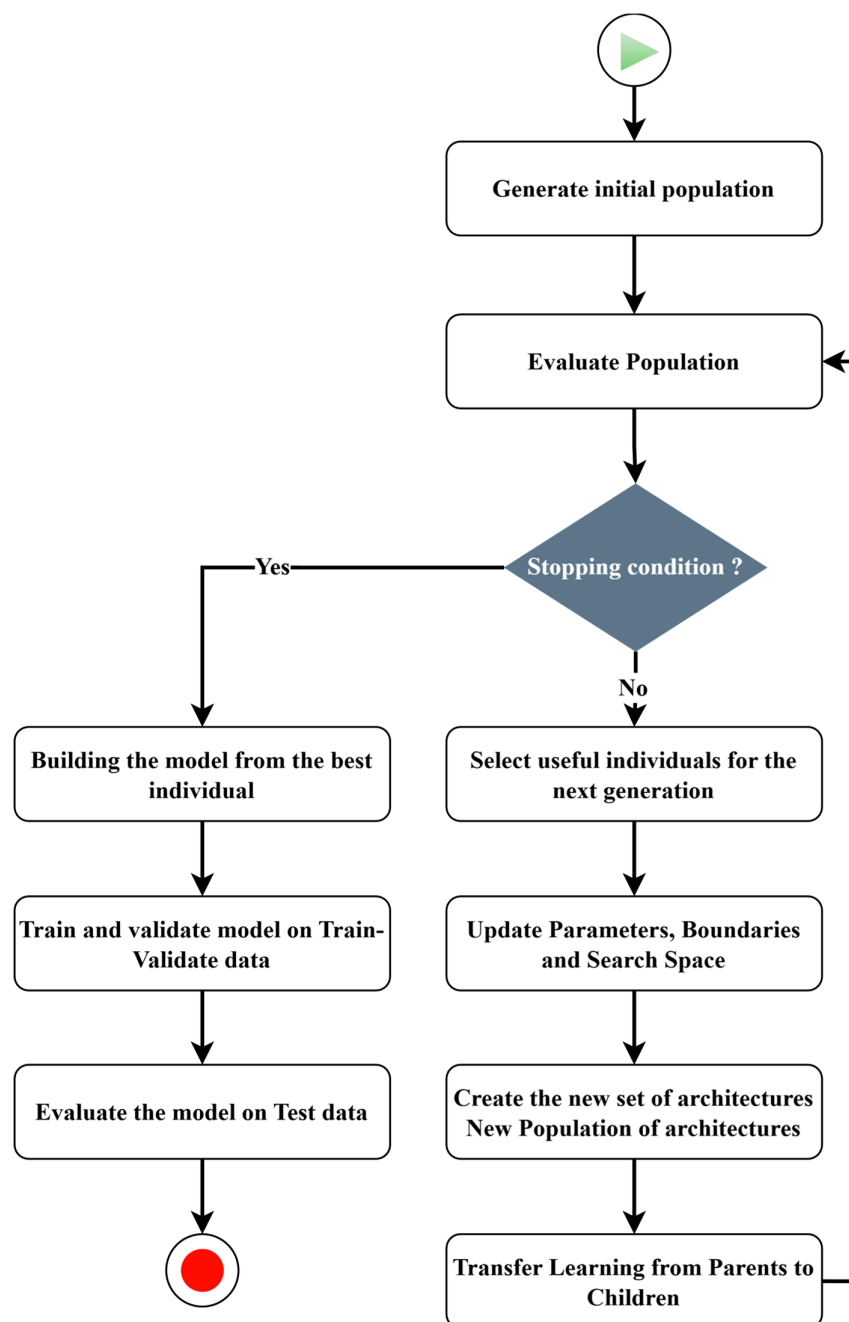 Generate initial population
Evaluate Population
Stopping condition ?
Yes
No
Building the model from the best
individual
Select useful individuals for the
next generation
Train and validate model on Train-
Validate data
Update Parameters, Boundaries
and Search Space
Evaluate the model on Test data
Create the new set of architectures
New Population of architectures
Transfer Learning from Parents to
Children